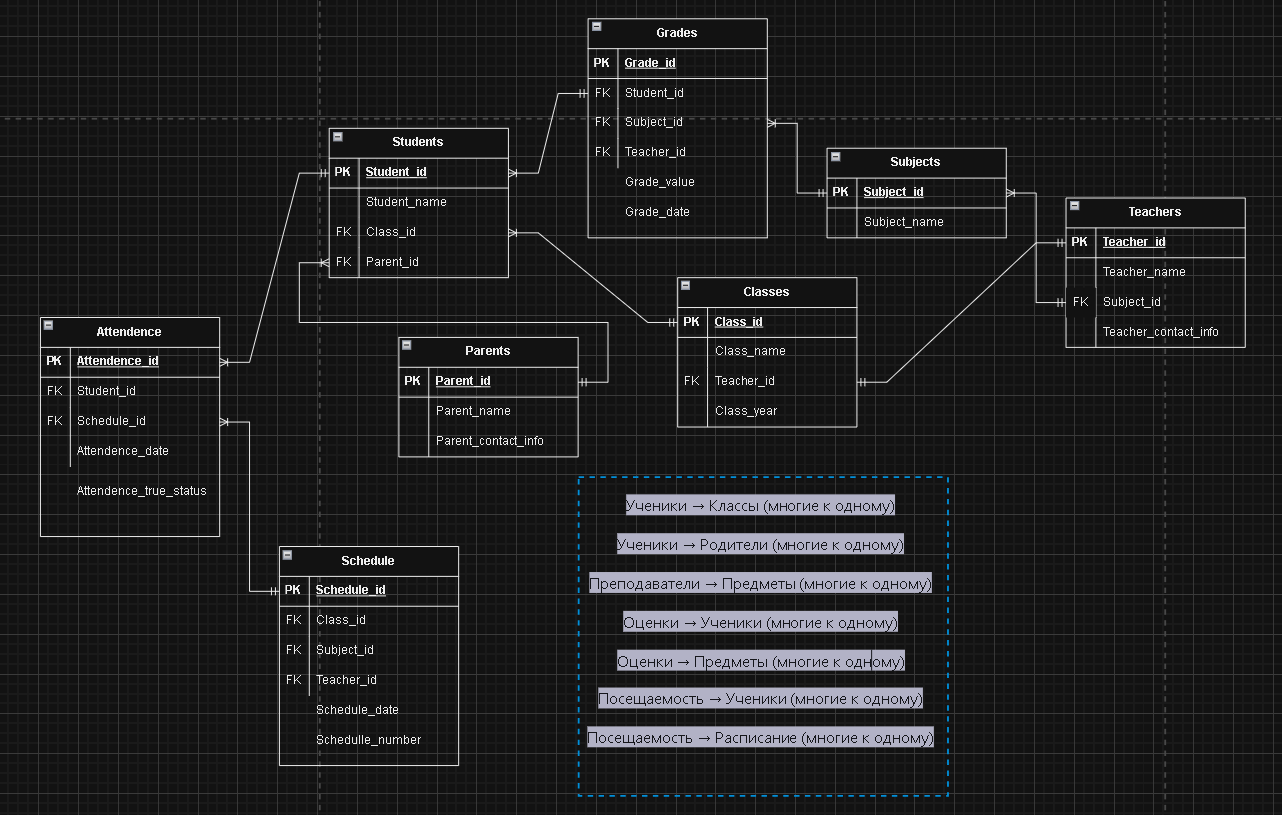 Grades
PK Grade_id
FK Student_id
FK Subject_id
FK Teacher_id
Grade_value
Grade_date
Students
PK Student_id
Student_name
FK Class_id
FK Parent_id
Subjects
PK Subject_id
Subject_name
Teachers
PK Teacher_id
Teacher_name
FK Subject_id
Teacher_contact_info
Classes
PK Class_id
Class_name
FK Teacher_id
Class_year
Attendence
PK Attendence_id
FK Student_id
FK Schedule_id
Attendence_date
Attendence_true_status
Parents
PK Parent_id
Parent_name
Parent_contact_info
Schedule
PK Schedule_id
FK Class_id
FK Subject_id
FK Teacher_id
Schedule_date
Schedulle_number
Ученики → Классы (многие к одному)
Ученики → Родители (многие к одному)
Преподаватели → Предметы (многие к одному)
Оценки → Ученики (многие к одному)
Оценки → Предметы (многие к одному)
Посещаемость → Ученики (многие к одному)
Посещаемость → Расписание (многие к одному)